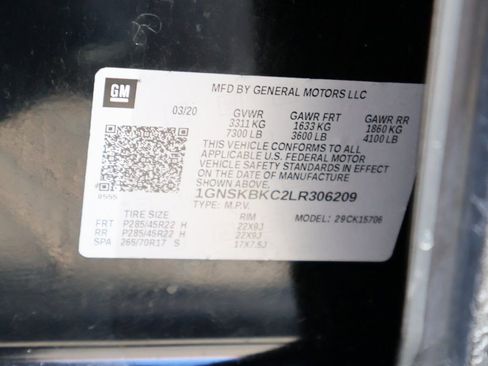 GM
MFD BY GENERAL MOTORS LLC
03/20 GVWR GAWR FRT GAWR RR
3311 KG 1633 KG 1860 KG
7300 LB 3600 LB 4100 LB
THIS VEHICLE CONFORMS TO ALL
APPLICABLE U.S. FEDERAL MOTOR
VEHICLE SAFETY STANDARDS IN EFFECT
ON THE DATE OF MANUFACTURE
1GNSKBKC2LR306209
TYPE: M.P.V. MODEL: 29CK15706
TIRE SIZE RIM
FRT P285/45R22 H 22X9J
RR P285/45R22 H 22X9J
SPA 265/70R17 S 17X7.5J